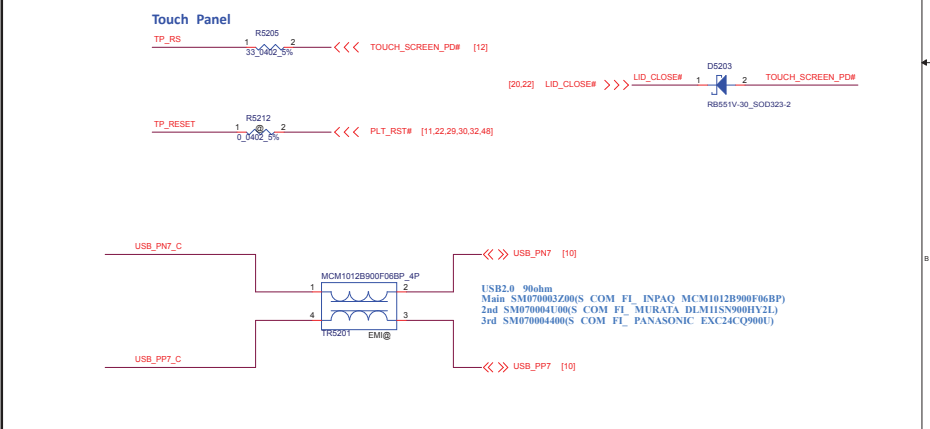 Touch Panel
TP_RS
R5205
1
2
33_0402_5%
TOUCH_SCREEN_PD# [12]
D5203
[20,22] LID_CLOSE#
LID_CLOSE#
1
2
TOUCH_SCREEN_PD#
RB551V-30_SOD323-2
TP_RESET
R5212
1
@
2
0_0402_5%
PLT_RST# [11,22,29,30,32,48]
USB_PN7_C
USB_PN7 [10]
B
MCM1012B900F06BP_4P
1
2
4
3
TR5201
EMI@
USB2.0 90ohm
Main SM070003Z00(S COM FI_ INPAQ MCM1012B900F06BP)
2nd SM070004U00(S COM FI_ MURATA DLM11SN900HY2L)
3rd SM070004400(S COM FI_ PANASONIC EXC24CQ900U)
USB_PP7_C
USB_PP7 [10]